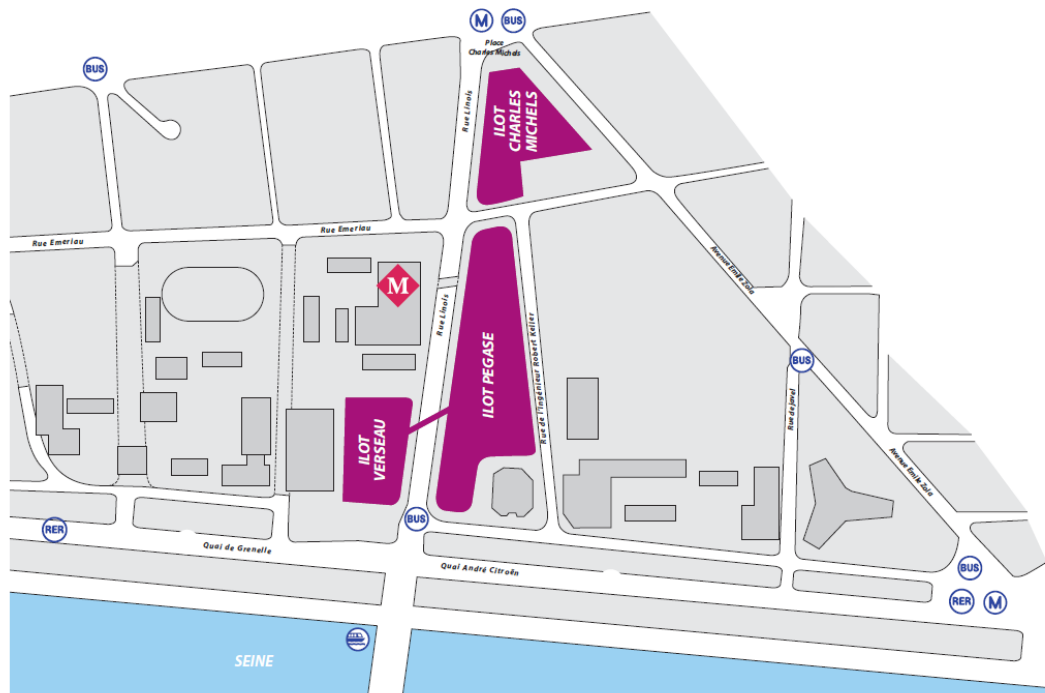 M
BUS
Place
Charles Michels
BUS
Rue Linois
ILOT
CHARLES
MICHELS
Rue Emeriau
Rue Emeriau
M
Rue Linois
ILOT PEGASE
Rue de l'ingénieur Robert Keller
Avenue Emile Zola
BUS
Rue de Javel
ILOT
VERSEAU
Avenue Emile Zola
BUS
RER
Quai de Grenelle
Quai André Citroën
BUS
RER
M
SEINE